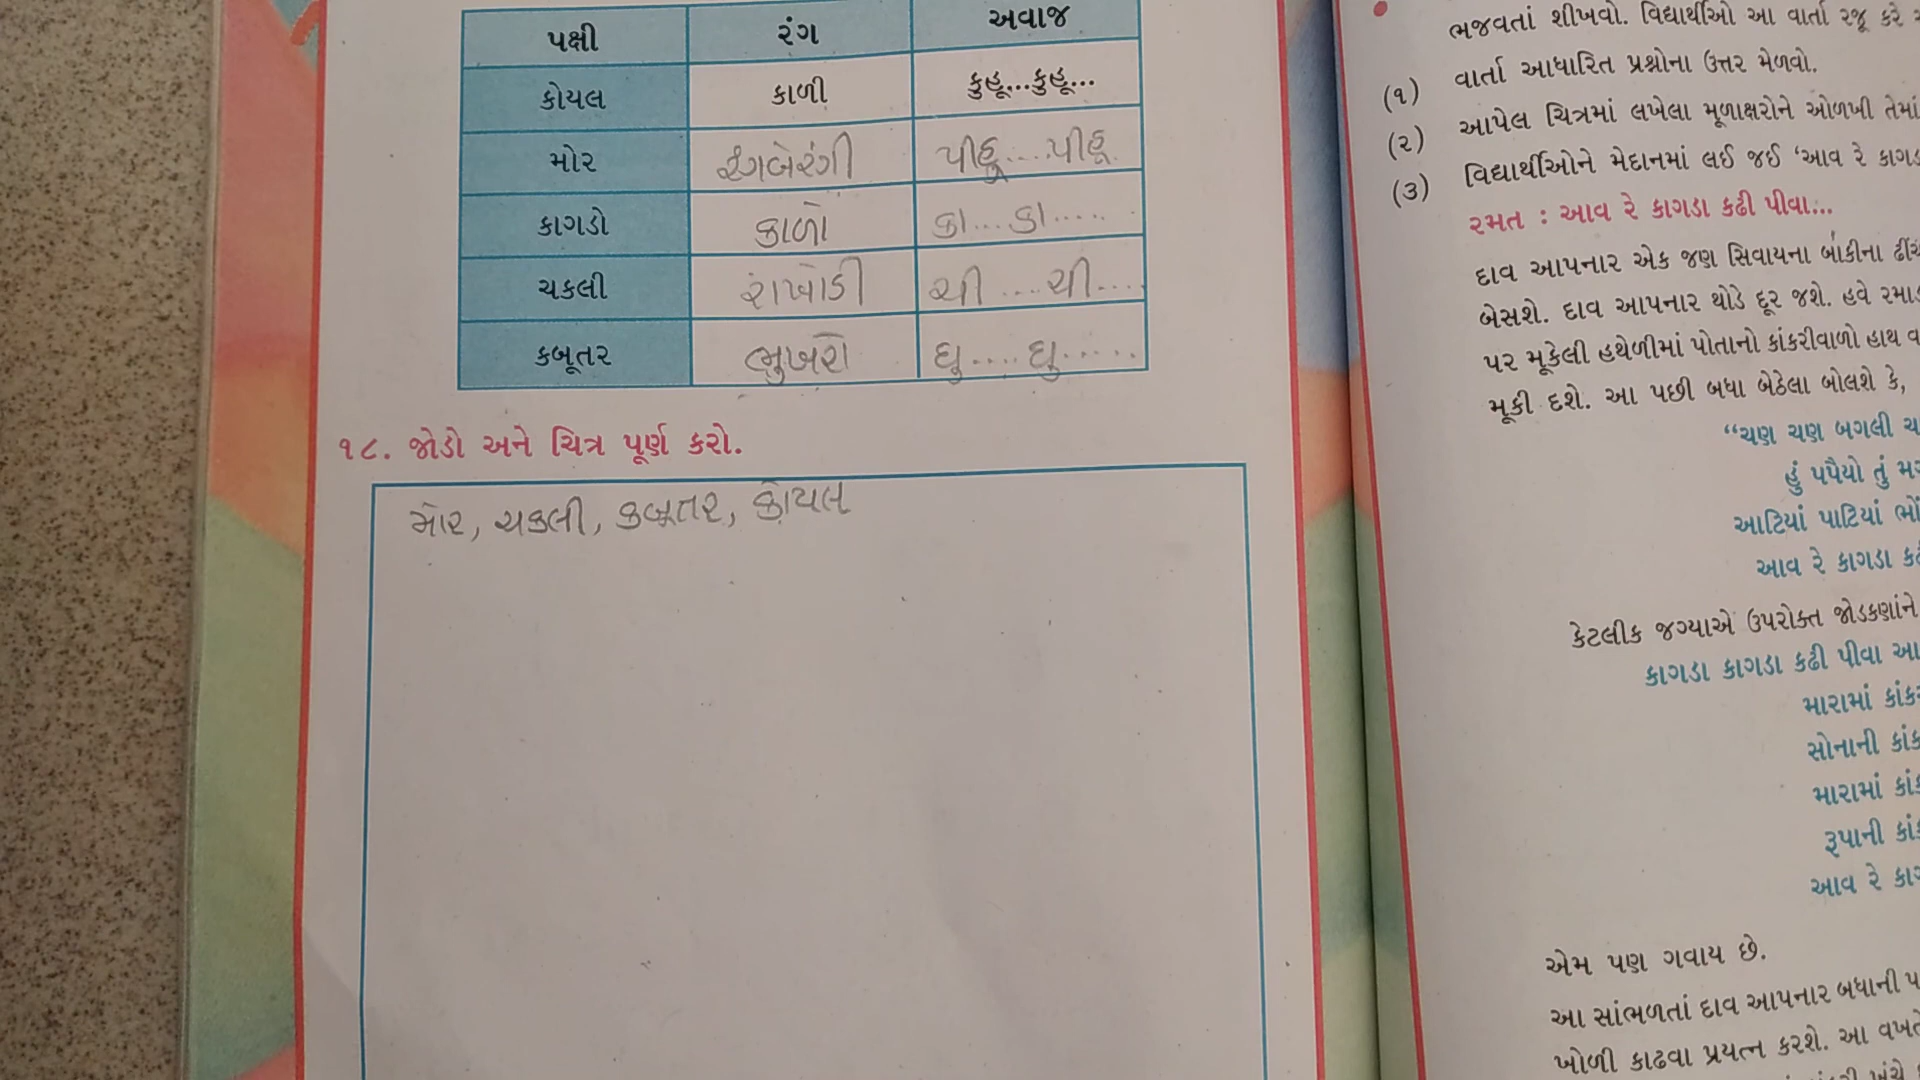 પક્ષી રંગ અવાજ
કોયલ કાળી કુહૂ...કુહૂ...
મોર રંગબેરંગી પીહૂ....પીહૂ
કાગડો કાળો કા...કા.....
ચકલી રાખોડી ચી ....ચી....
કબૂતર ભુખરો ઘુ....ઘુ.....
૧૮. જોડો અને ચિત્ર પૂર્ણ કરો.
મોર, ચકલી, કબૂતર, કોયલ
ભજવતાં શીખવો. વિદ્યાર્થીઓ આ વાર્તા રજૂ કરે
(૧) વાર્તા આધારિત પ્રશ્નોના ઉત્તર મેળવો.
(૨) આપેલ ચિત્રમાં લખેલા મૂળાક્ષરોને ઓળખી તેમાં
(૩) વિદ્યાર્થીઓને મેદાનમાં લઈ જઈ ‘આવ રે કાગડ
રમત : આવ રે કાગડા કઢી પીવા...
દાવ આપનાર એક જણ સિવાયના બાકીના
બેસશે. દાવ આપનાર થોડે દૂર જશે. હવે
પર મૂકેલી હથેળીમાં પોતાનો કાંકરીવાળો હાથ
મૂકી દશે. આ પછી બધા બેઠેલા બોલશે કે,
“ચણ ચણ બગલી
હું પપૈયો તું
આટિયાં પાટિયાં
આવ રે કાગડા
કેટલીક જગ્યાએ ઉપરોક્ત જોડકણાંને
કાગડા કાગડા કઢી પીવા
મારામાં
સોનાની
મારામાં
રૂપાની
આવ રે
એમ પણ ગવાય છે.
આ સાંભળતાં દાવ આપનાર બધાની
ખોળી કાઢવા પ્રયત્ન કરશે. આ